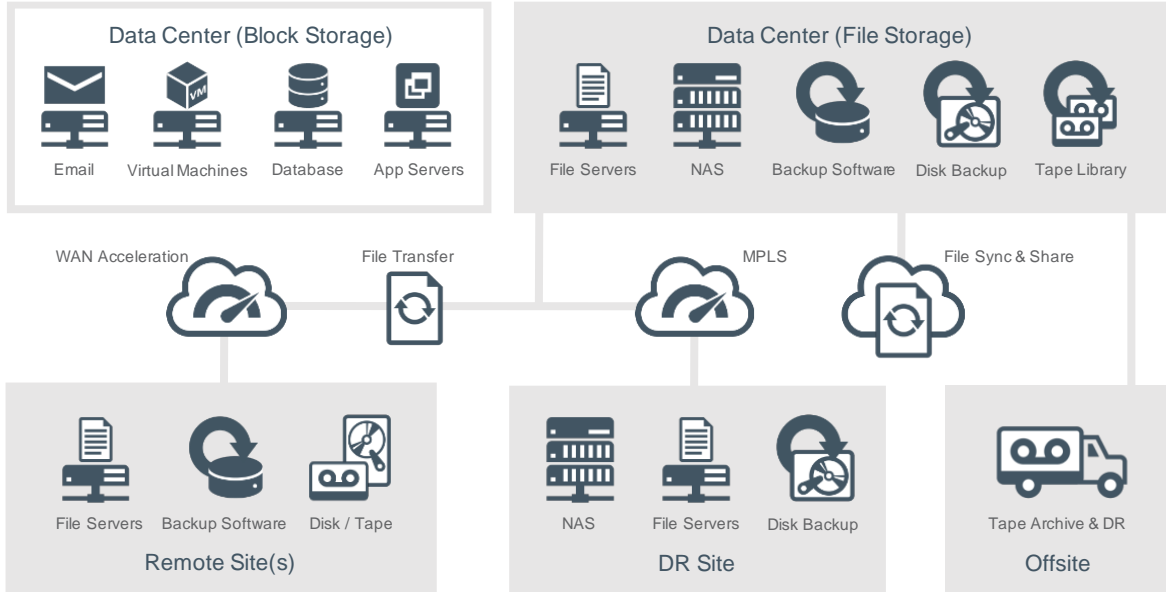 Data Center (Block Storage)
Data Center (File Storage)
VM
Email
Virtual Machines
Database
App Servers
File Servers
NAS
Backup Software
Disk Backup
Tape Library
WAN Acceleration
File Transfer
MPLS
File Sync & Share
File Servers
Backup Software
Disk / Tape
NAS
File Servers
Disk Backup
Tape Archive & DR
Remote Site(s)
DR Site
Offsite